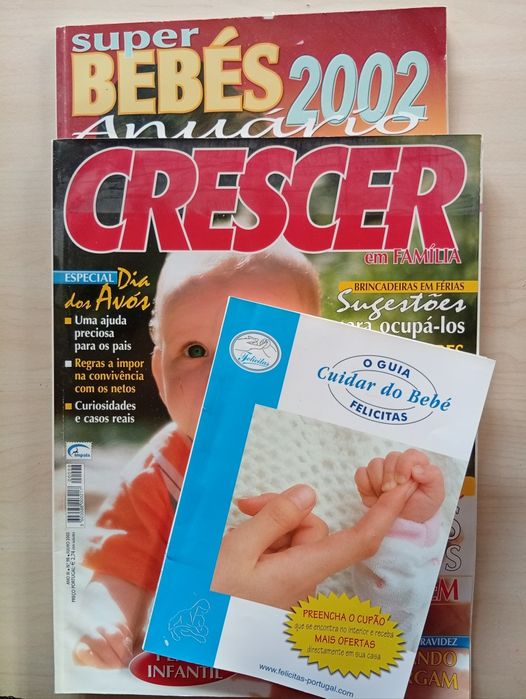 super
BEBÉS 2002
Anuário
CRESCER
em FAMÍLIA
ESPECIAL Dia
dos Avós
Uma ajuda
preciosa
para os pais
Regras a impor
na convivência
com os netos
Curiosidades
e casos reais
BRINCADEIRAS EM FÉRIAS
Sugestões
para ocupá-los
Impala
INFANTIL
Felicitas
O GUIA
Cuidar do Bebé
FELICITAS
PREENCHA O CUPÃO
que se encontra no interior e receba
MAIS OFERTAS
directamente em sua casa
www.felicitas-portugal.com